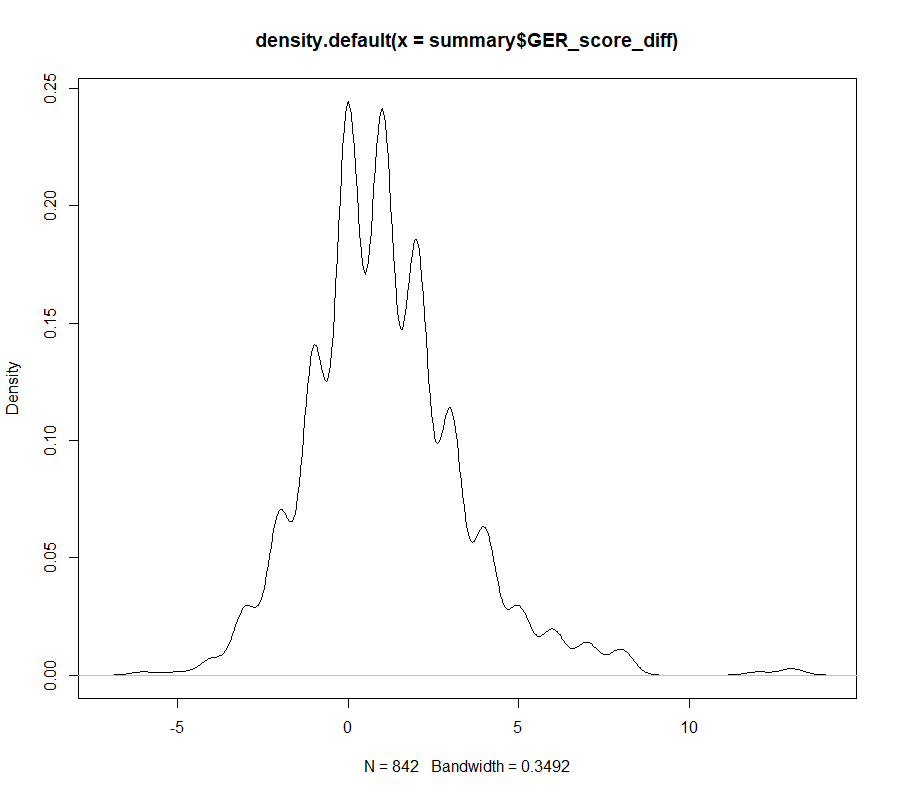 density.default(x = summary$GER_score_diff)
Density
0.25
0.20
0.15
0.10
0.05
0.00
-5 0 5 10
N = 842 Bandwidth = 0.3492